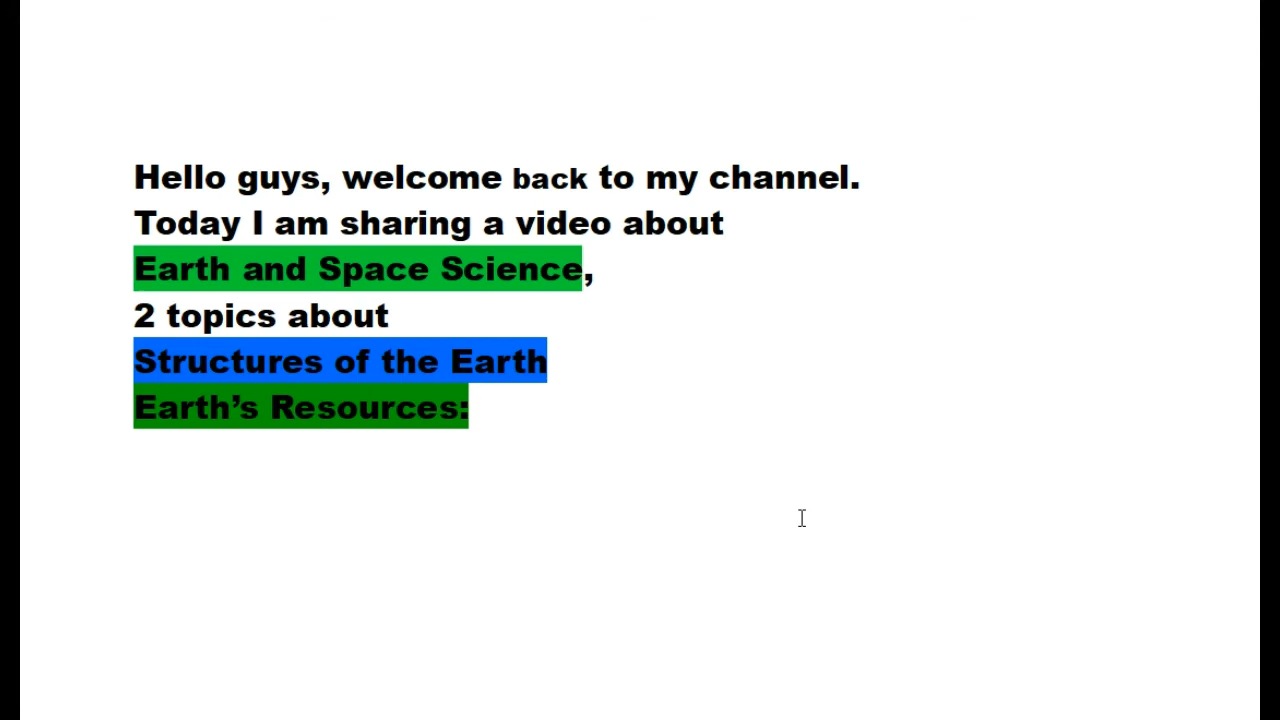 Hello guys, welcome back to my channel.
Today I am sharing a video about
Earth and Space Science,
2 topics about
Structures of the Earth
Earth’s Resources: